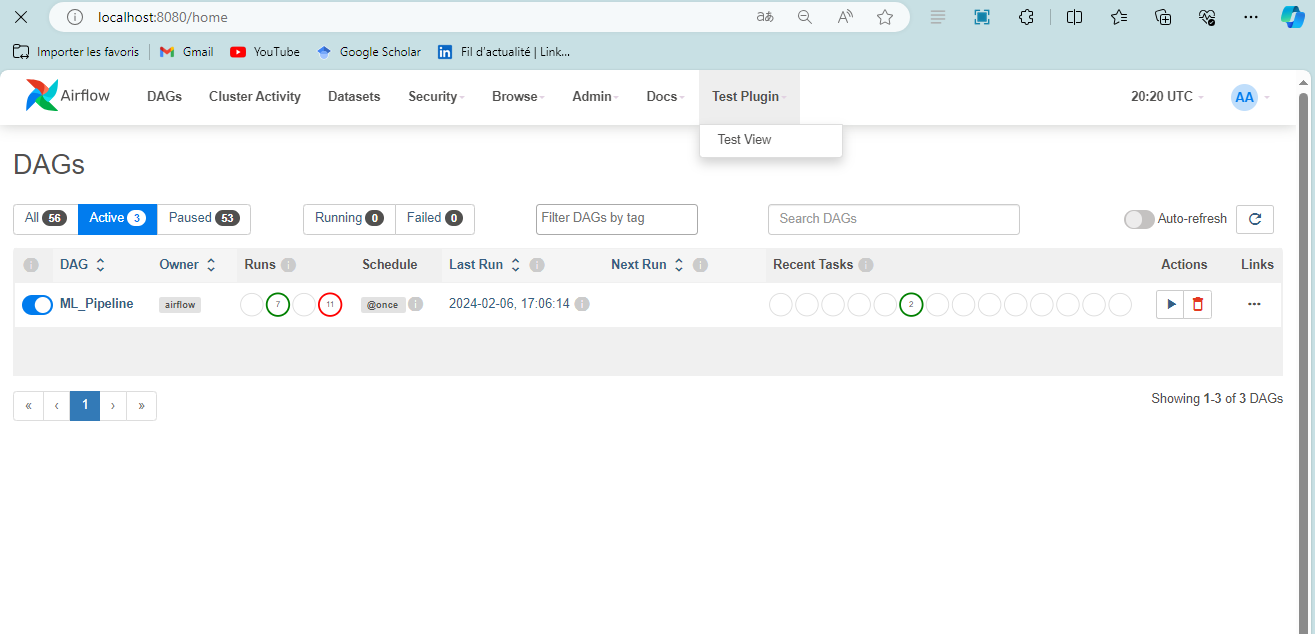 localhost:8080/home
Importer les favoris Gmail YouTube Google Scholar Fil d'actualité | Link...
Airflow DAGs Cluster Activity Datasets Security Browse Admin Docs Test Plugin 20:20 UTC AA
Test View
DAGs
All 56 Active 3 Paused 53 Running 0 Failed 0 Filter DAGs by tag Search DAGs Auto-refresh
DAG Owner Runs Schedule Last Run Next Run Recent Tasks Actions Links
ML_Pipeline airflow 7 11 @once 2024-02-06, 17:06:14 2
« ‹ 1 › » Showing 1-3 of 3 DAGs